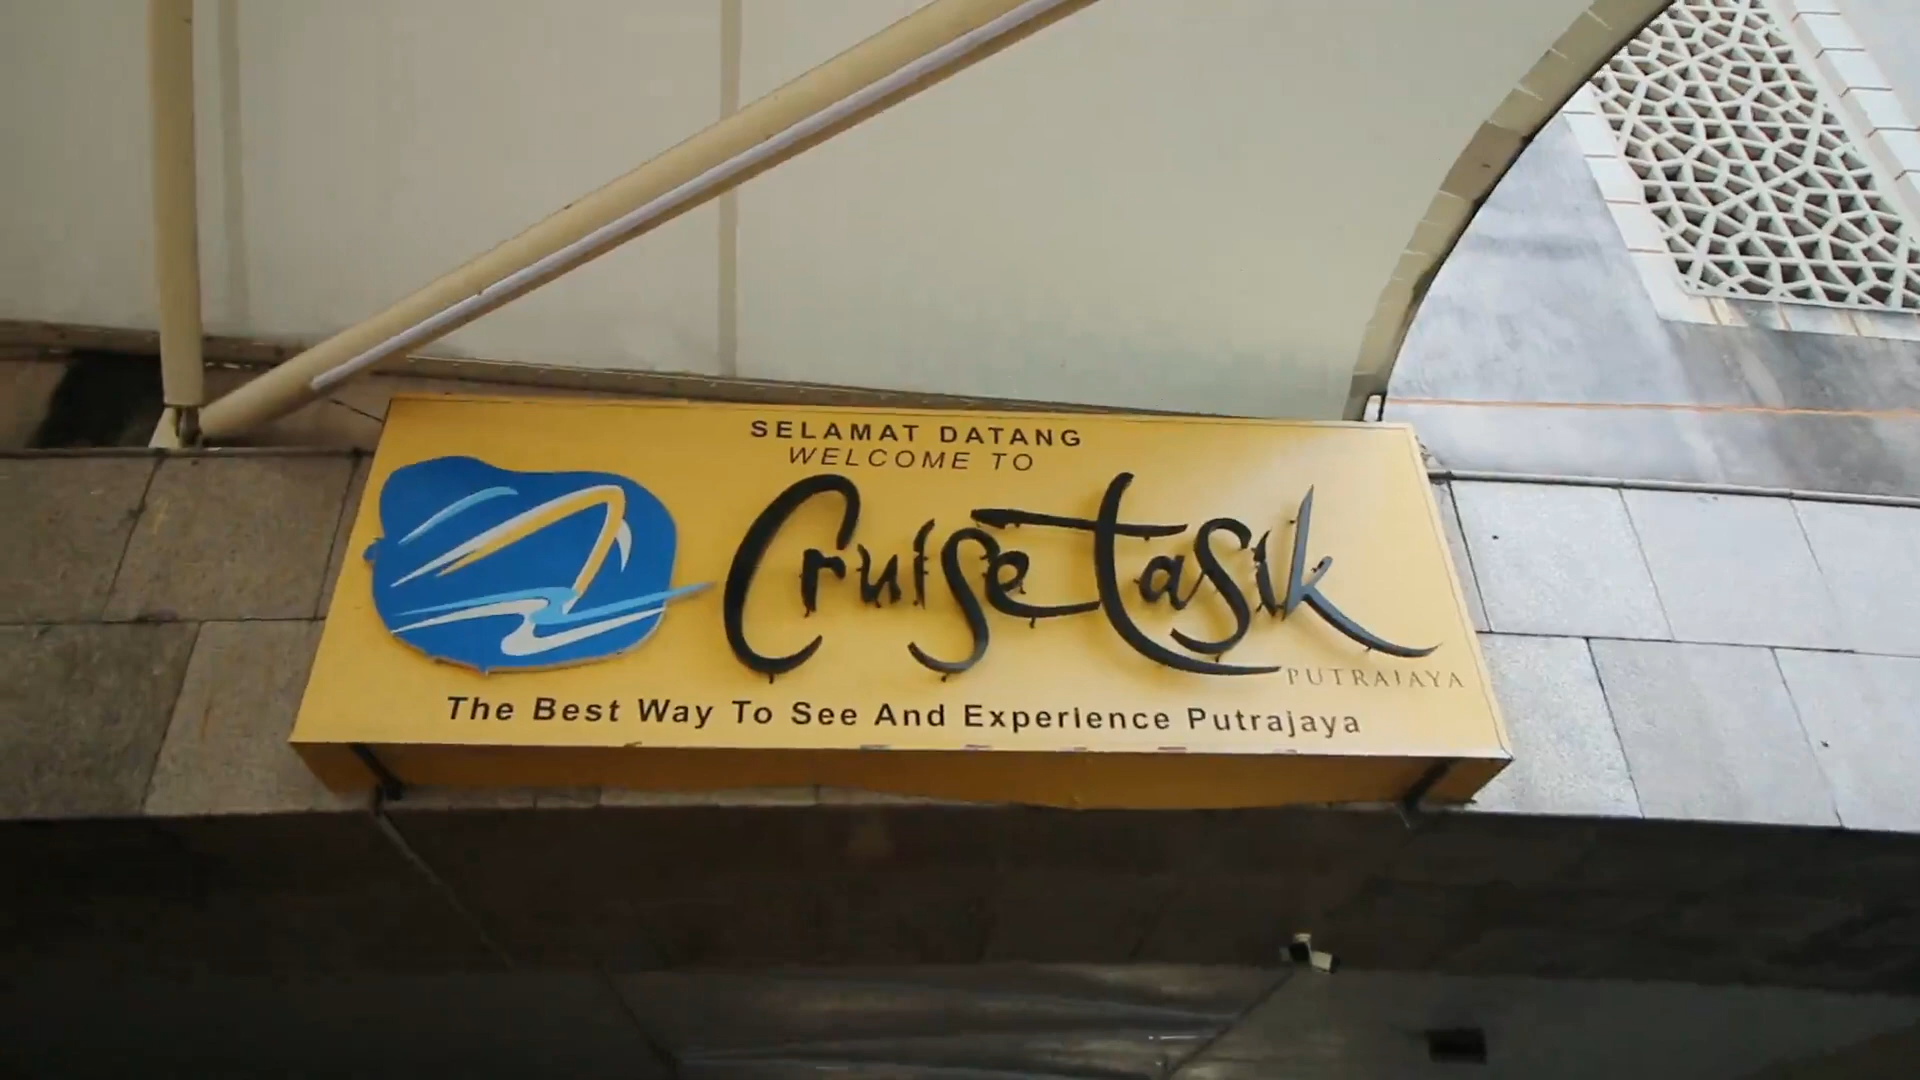 SELAMAT DATANG
WELCOME TO
Cruise Tasik
PUTRAJAYA
The Best Way To See And Experience Putrajaya